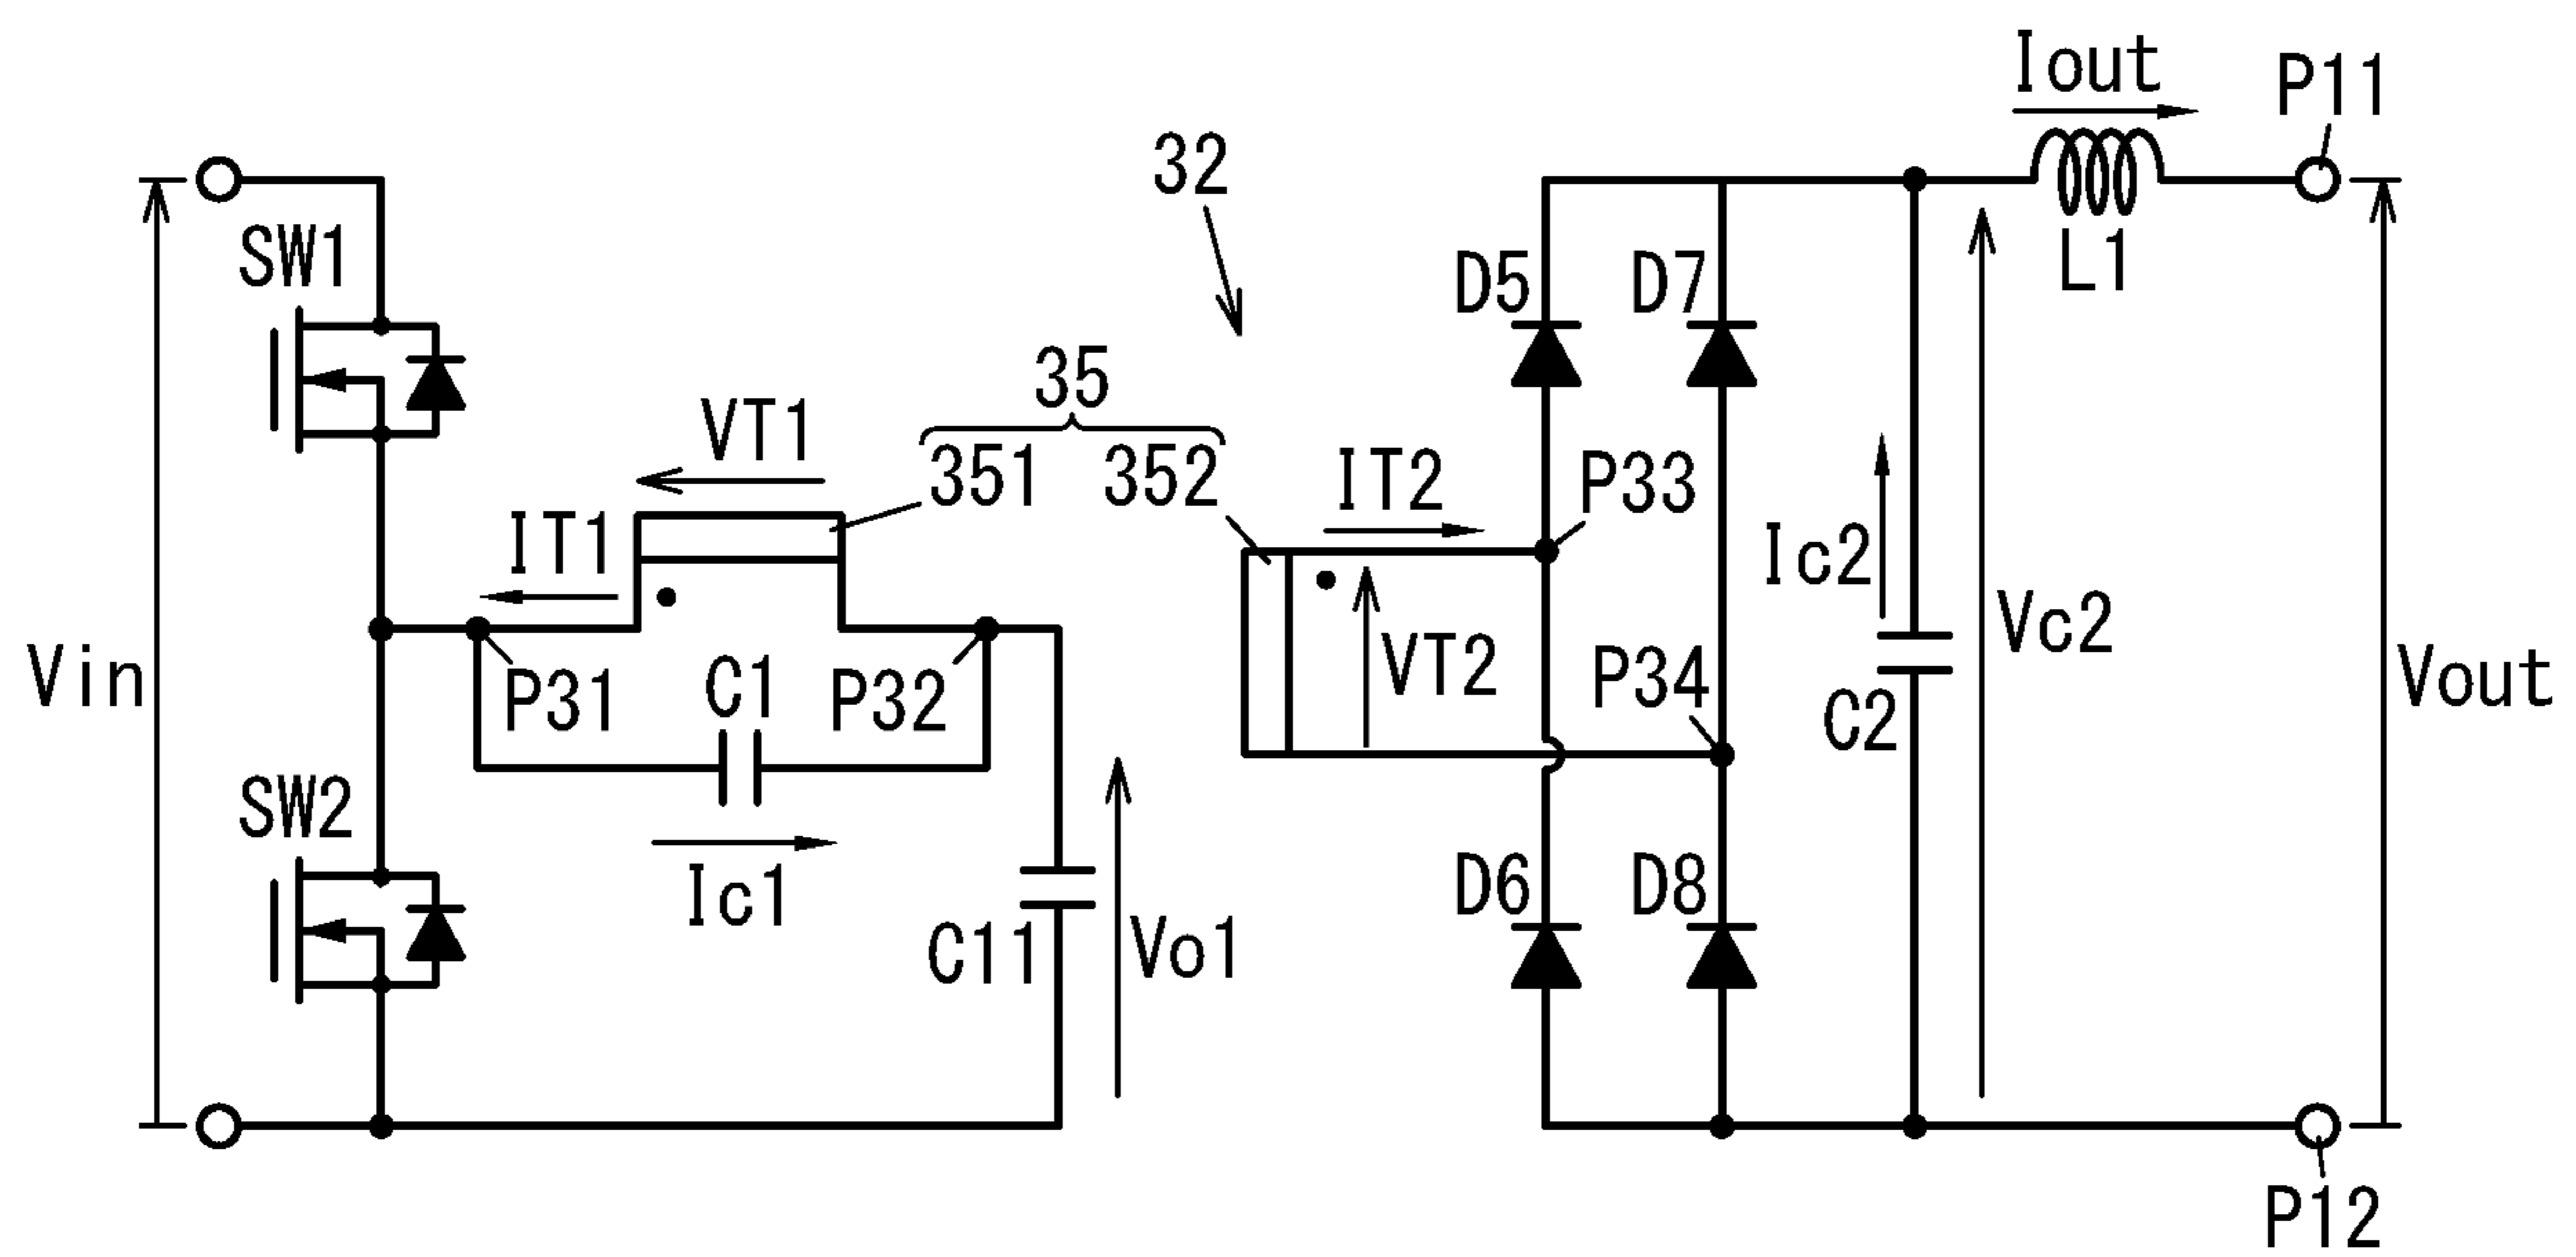 Iout
P11
32
SW1
L1
D5
D7
35
VT1
351
352
IT2
P33
IT1
Ic2
Vin
Vc2
VT2
P34
Vout
P31
C1
P32
C2
SW2
Ic1
D6
D8
C11
Vo1
P12